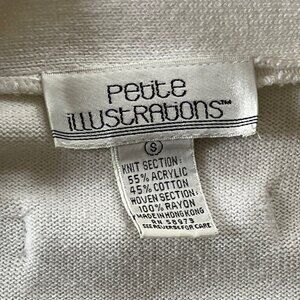 Petite
iLLUSTRATIONS™
S
KNIT SECTION:
55% ACRYLIC
45% COTTON
WOVEN SECTION:
100% RAYON
MADE IN HONG KONG
RN 58973
SEE REVERSE FOR CARE